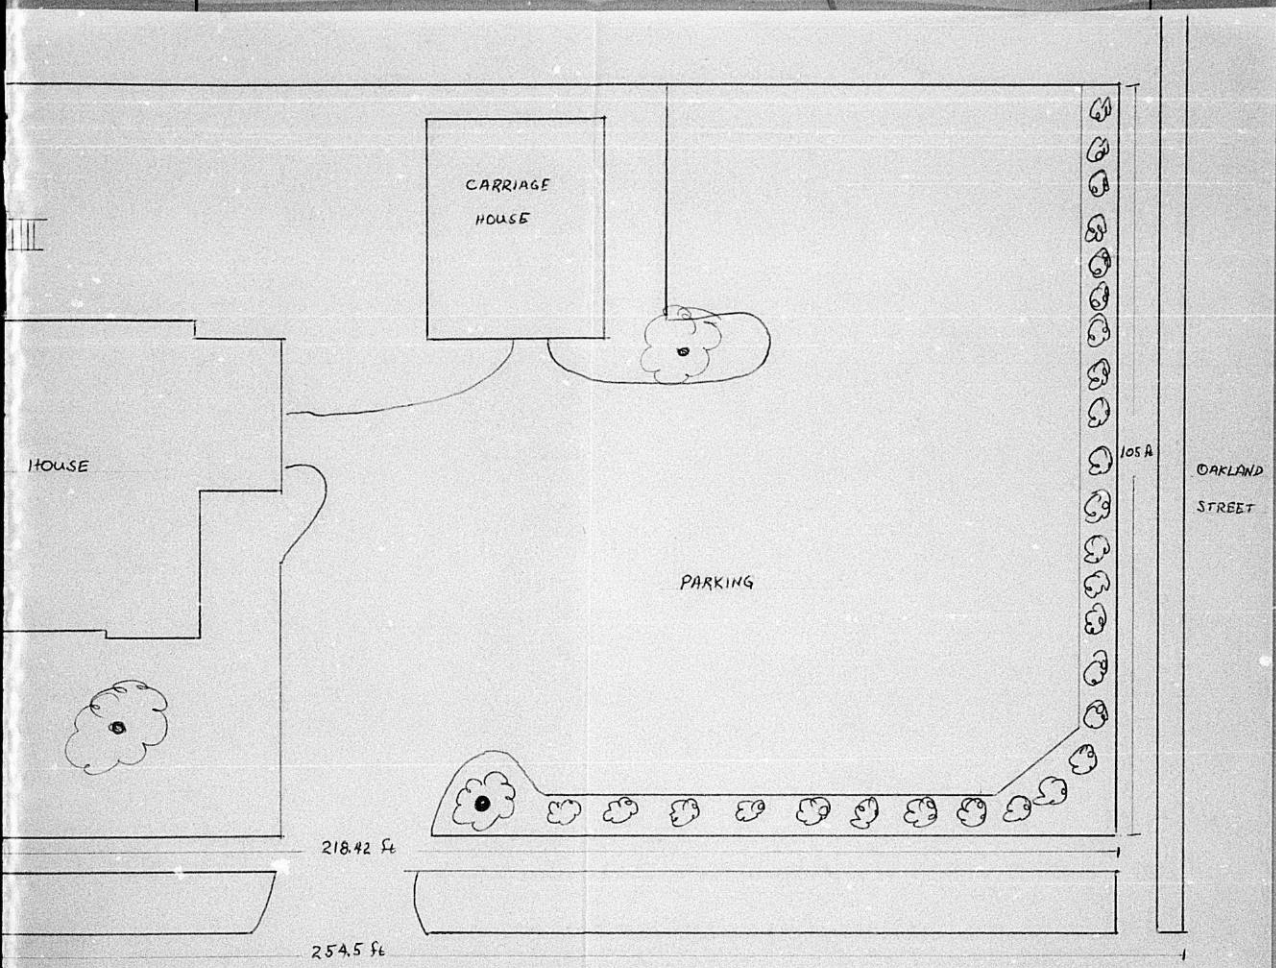 CARRIAGE
HOUSE
HOUSE
105 ft
OAKLAND
STREET
PARKING
218.42 ft
254.5 ft